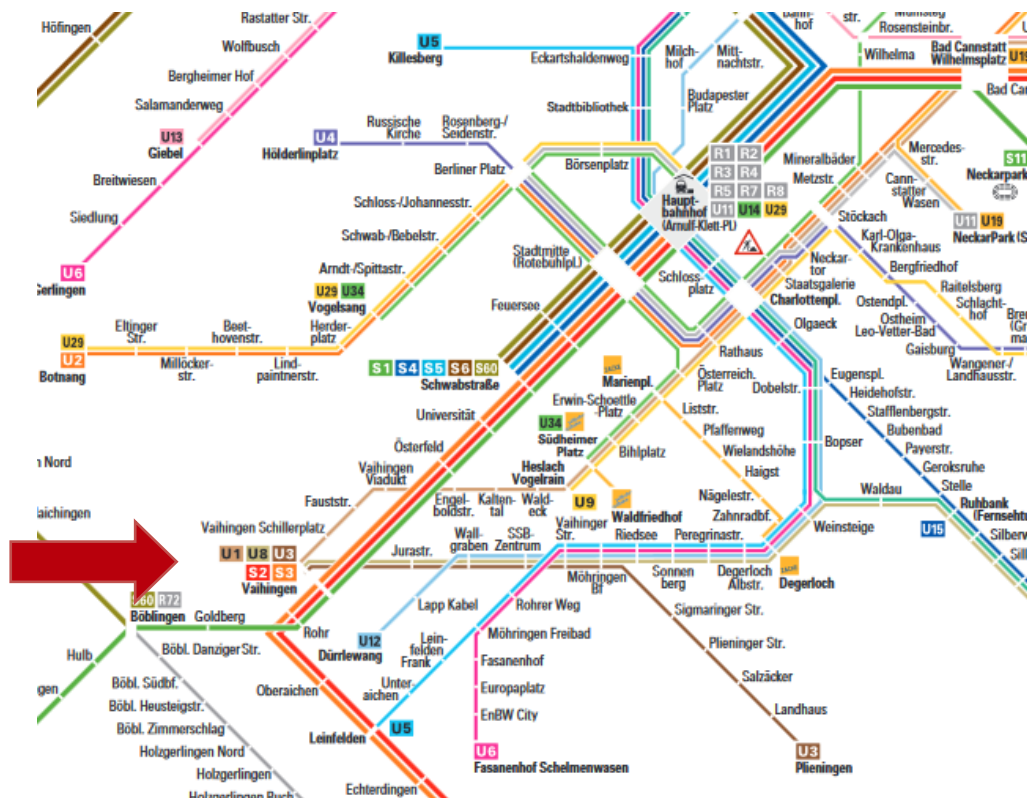 Höfingen
Rastatter Str.
Wolfbusch
Bergheimer Hof
Salamanderweg
U13
Giebel
Breitwiesen
Siedlung
U6
Gerlingen
U5
Killesberg
Eckartshaldenweg
Milch-
hof
Mitt-
nachtstr.
Stadtbibliothek
Budapester
Platz
U4
Hölderlinplatz
Russische
Kirche
Rosenberg-/
Seidenstr.
Berliner Platz
Börsenplatz
Schloss-/Johannesstr.
Schwab-/Bebelstr.
Arndt-/Spittastr.
U29 U34
Vogelsang
Herder-
platz
Lind-
paintnerstr.
Beet-
hovenstr.
Millöcker-
str.
Eltinger
Str.
U29
U2
Botnang
Stadtmitte
(Rotebühlpl.)
Haupt-
bahnhof
(Arnulf-Klett-Pl.)
R1 R2
R3 R4
R5 R7 R8
U11 U14 U29
hof
str.
Rosensteinbr.
Wilhelma
Bad Cannstatt
Wilhelmsplatz
U19
Bad Can
Mineralbäder
Metzstr.
Mercedes-
str.
Cann-
statter
Wasen
S11
Neckarpark
U11 U19
NeckarPark (S
Stöckach
Karl-Olga-
Krankenhaus
Bergfriedhof
Raitelsberg
Schlacht-
hof
Ostendpl.
Ostheim
Leo-Vetter-Bad
Gaisburg
Wangener-/
Landhausstr.
Neckar-
tor
Staatsgalerie
Charlottenpl.
Schloss-
platz
Olgaeck
Feuersee
S1 S4 S5 S6 S60
Schwabstraße
Universität
Österfeld
Vaihingen
Viadukt
Fauststr.
Vaihingen Schillerplatz
U1 U8 U3
S2 S3
Vaihingen
Rathaus
Österreich.
Platz
Marienpl.
Erwin-Schoettle
-Platz
U34
Südheimer
Platz
Bihlplatz
Heslach
Vogelrain
Wald-
eck
Kalten-
tal
Engel-
boldstr.
U9
Vaihinger
Str.
Waldfriedhof
Liststr.
Pfaffenweg
Wielandshöhe
Haigst
Nägelestr.
Zahnradbf.
Dobelstr.
Bopser
Weinsteige
Eugenspl.
Heidehofstr.
Stafflenbergstr.
Bubenbad
Payerstr.
Geroksruhe
Stelle
Ruhbank
(Fernsehtu
Waldau
U15
Silberw
Degerloch
Degerloch
Albstr.
Peregrinastr.
Sonnen
berg
Riedsee
Möhringen
Bf
SSB-
Zentrum
Wall-
graben
Jurastr.
Lapp Kabel
U12
Dürrlewang
Rohrer Weg
Möhringen Freibad
Fasanenhof
Europaplatz
EnBW City
U6
Fasanenhof Schelmenwasen
Sigmaringer Str.
Plieninger Str.
Salzäcker
Landhaus
U3
Plieningen
Lein-
felden
Frank
Unter-
aichen
U5
Leinfelden
Oberaichen
Echterdingen
Rohr
Goldberg
S60 R72
Böblingen
Hulb
Böbl. Danziger Str.
Böbl. Südbf.
Böbl. Heusteigstr.
Böbl. Zimmerschlag
Holzgerlingen Nord
Holzgerlingen
Holzgerlingen Buch
n Nord
Maichingen
ngen